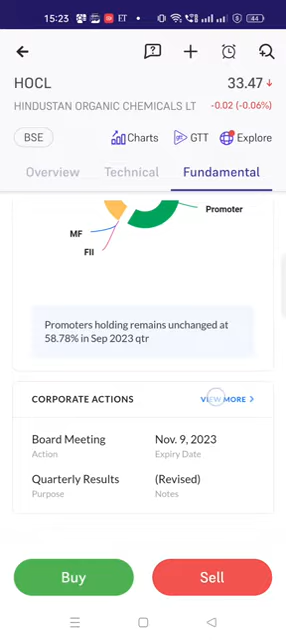 15:23 ET 44
HOCL 33.47
HINDUSTAN ORGANIC CHEMICALS LT -0.02 (-0.06%)
BSE Charts GTT Explore
Overview Technical Fundamental
Promoter
MF
FII
Promoters holding remains unchanged at
58.78% in Sep 2023 qtr
CORPORATE ACTIONS VIEW MORE
Board Meeting Nov. 9, 2023
Action Expiry Date
Quarterly Results (Revised)
Purpose Notes
Buy Sell